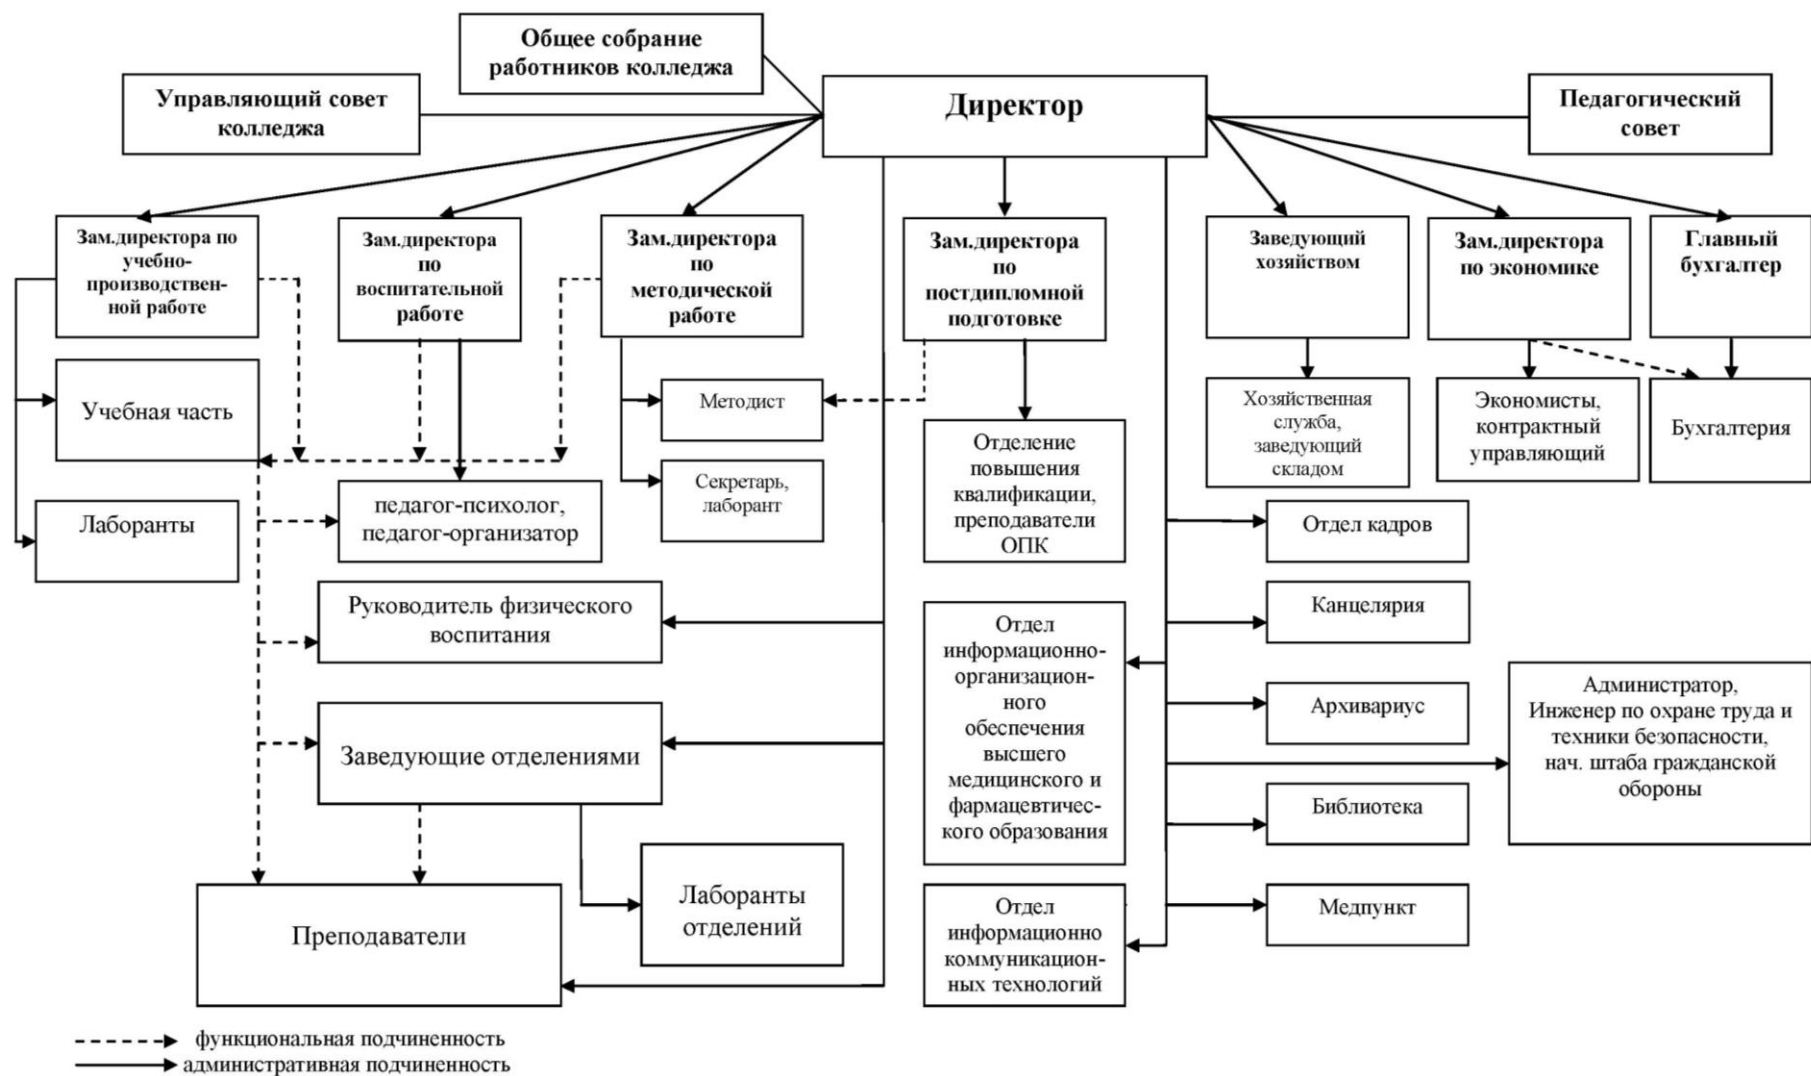 Общее собрание
работников колледжа
Управляющий совет
колледжа
Директор
Педагогический
совет
Зам.директора по
учебно-
производствен-
ной работе
Зам.директора
по
воспитательной
работе
Зам.директора
по
методической
работе
Зам.директора
по
постдипломной
подготовке
Заведующий
хозяйством
Зам.директора
по экономике
Главный
бухгалтер
Учебная часть
Методист
Хозяйственная
служба,
заведующий
складом
Экономисты,
контрактный
управляющий
Бухгалтерия
Отделение
повышения
квалификации,
преподаватели
ОПК
Секретарь,
лаборант
Лаборанты
педагог-психолог,
педагог-организатор
Отдел кадров
Руководитель физического
воспитания
Канцелярия
Отдел
информационно-
организацион-
ного
обеспечения
высшего
медицинского и
фармацевтичес-
кого образования
Архивариус
Администратор,
Инженер по охране труда и
техники безопасности,
нач. штаба гражданской
обороны
Заведующие отделениями
Библиотека
Лаборанты
отделений
Преподаватели
Отдел
информационно
коммуникацион-
ных технологий
Медпункт
функциональная подчиненность
административная подчиненность